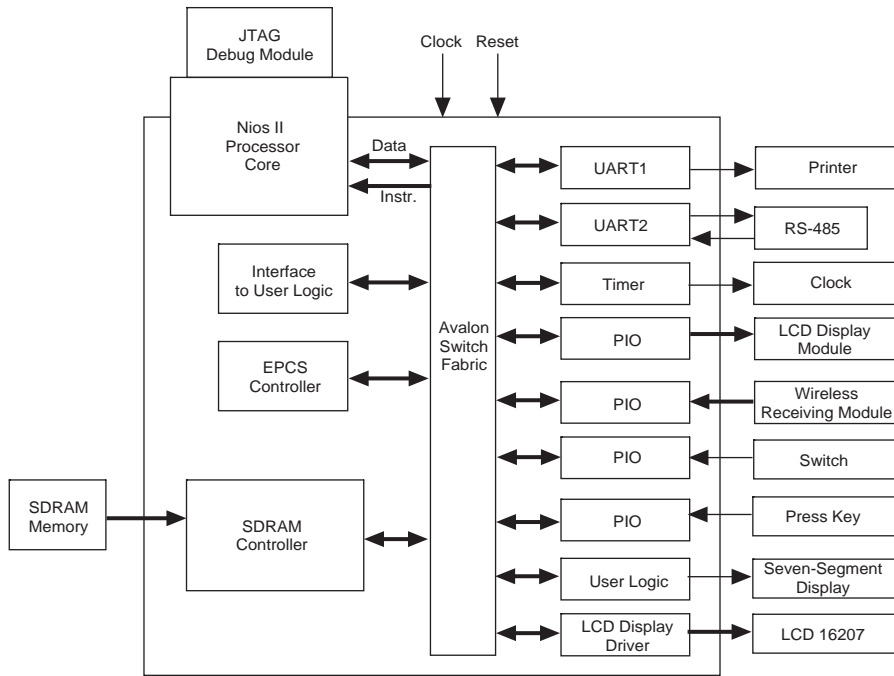 JTAG
Debug Module
Clock
Reset
Nios II
Processor
Core
Data
Instr.
UART1
Printer
UART2
RS-485
Interface
to User Logic
Timer
Clock
Avalon
Switch
Fabric
PIO
LCD Display
Module
EPCS
Controller
PIO
Wireless
Receiving Module
PIO
Switch
SDRAM
Memory
SDRAM
Controller
PIO
Press Key
User Logic
Seven-Segment
Display
LCD Display
Driver
LCD 16207